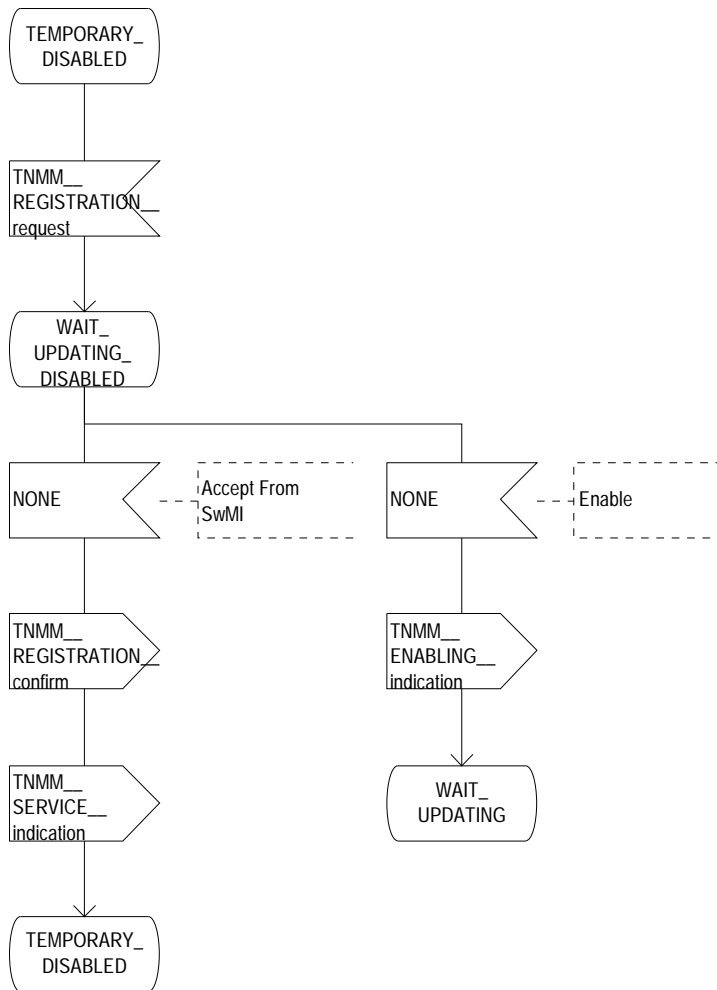 TEMPORARY_
DISABLED
TNMM__
REGISTRATION__
request
WAIT_
UPDATING_
DISABLED
NONE
Accept From
SwMI
NONE
Enable
TNMM__
REGISTRATION__
confirm
TNMM__
ENABLING__
indication
TNMM__
SERVICE__
indication
WAIT_
UPDATING
TEMPORARY_
DISABLED